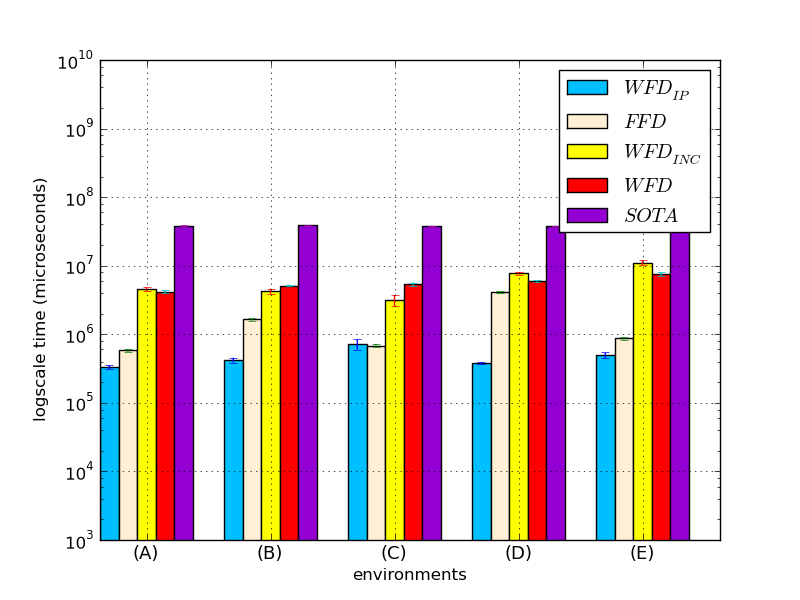 logscale time (microseconds)
10^10
10^9
10^8
10^7
10^6
10^5
10^4
10^3
WFD_IP
FFD
WFD_INC
WFD
SOTA
(A) (B) (C) (D) (E)
environments